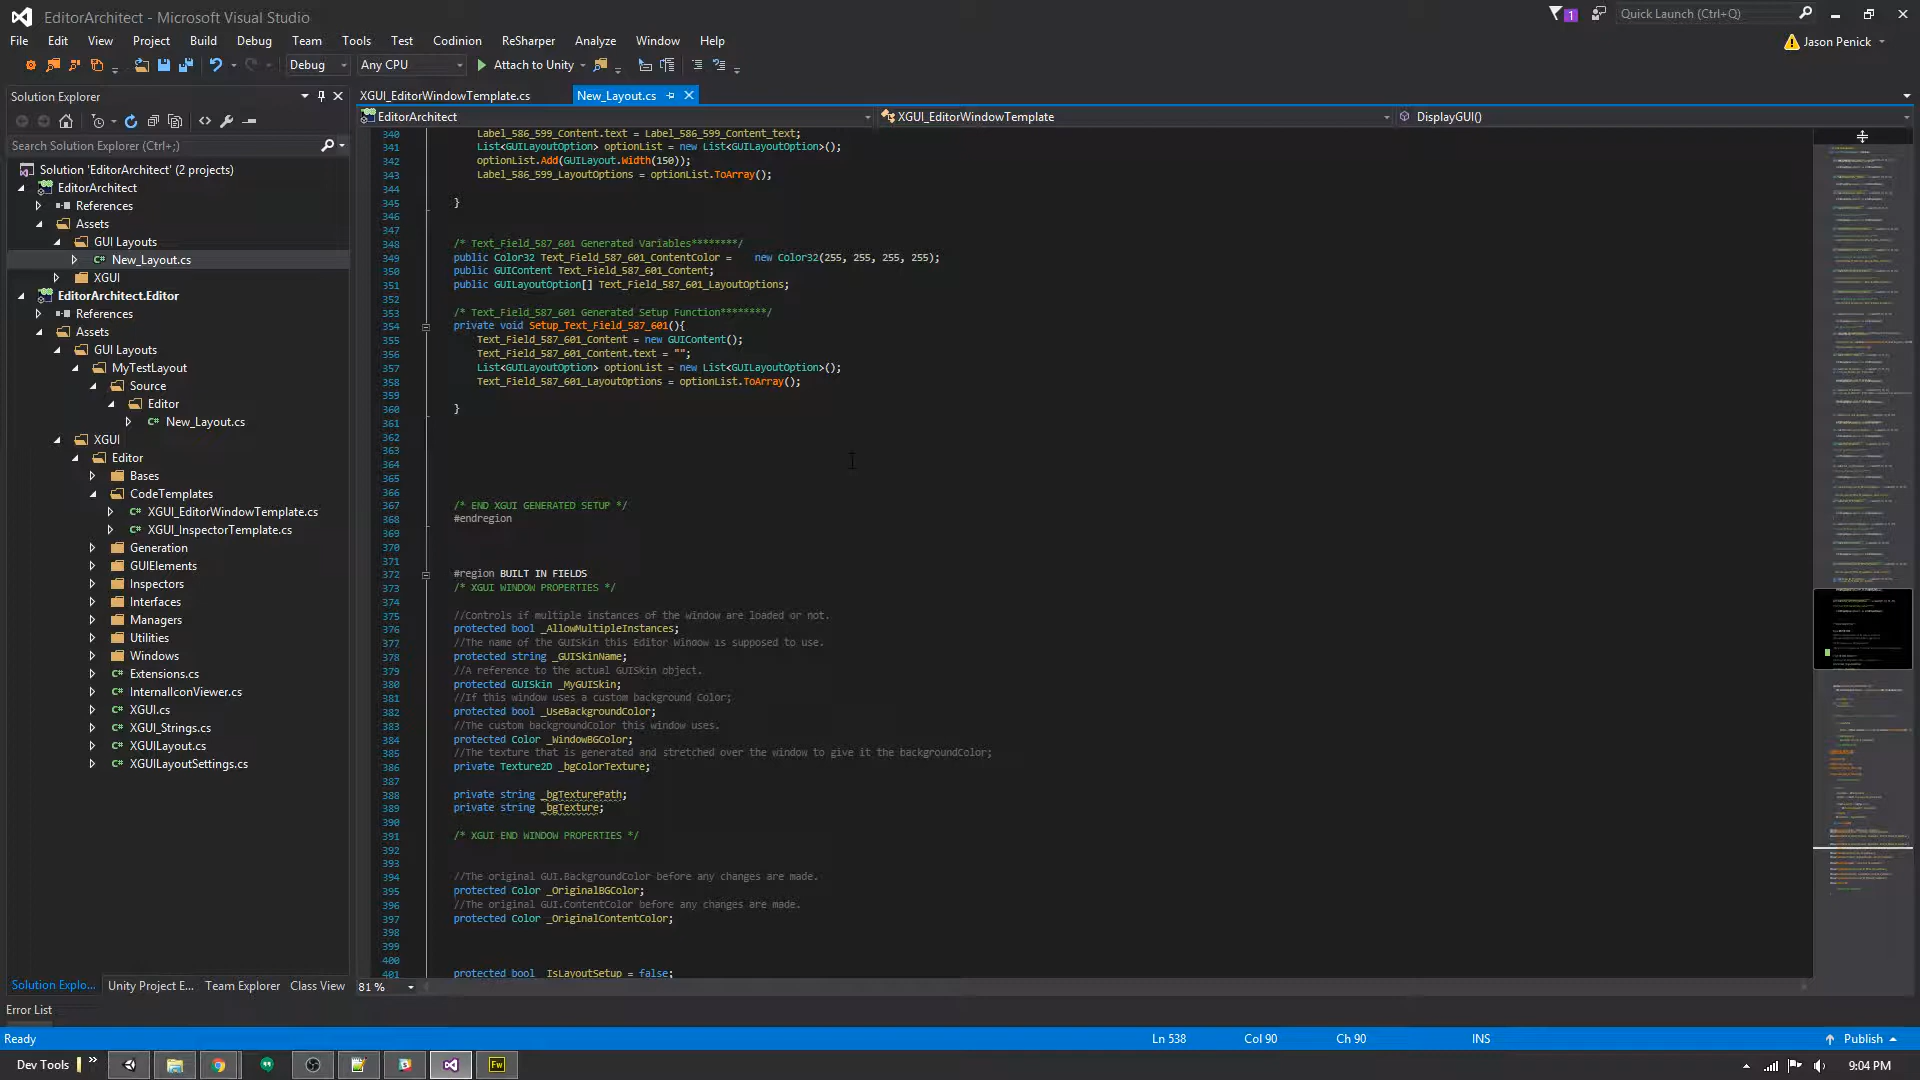 EditorArchitect - Microsoft Visual Studio
1
Quick Launch (Ctrl+Q)
File Edit View Project Build Debug Team Tools Test Codinion ReSharper Analyze Window Help
Jason Penick
Debug Any CPU Attach to Unity
Solution Explorer
XGUI_EditorWindowTemplate.cs New_Layout.cs
EditorArchitect XGUI_EditorWindowTemplate DisplayGUI()
Search Solution Explorer (Ctrl+;)
Solution 'EditorArchitect' (2 projects)
EditorArchitect
References
Assets
GUI Layouts
New_Layout.cs
XGUI
EditorArchitect.Editor
References
Assets
GUI Layouts
MyTestLayout
Source
Editor
New_Layout.cs
XGUI
Editor
Bases
CodeTemplates
XGUI_EditorWindowTemplate.cs
XGUI_InspectorTemplate.cs
Generation
GUIElements
Inspectors
Interfaces
Managers
Utilities
Windows
Extensions.cs
InternalIconViewer.cs
XGUI.cs
XGUI_Strings.cs
XGUILayout.cs
XGUILayoutSettings.cs
340 Label_586_599_Content.text = Label_586_599_Content_text;
341 List<GUILayoutOption> optionList = new List<GUILayoutOption>();
342 optionList.Add(GUILayout.Width(150));
343 Label_586_599_LayoutOptions = optionList.ToArray();
344
345 }
346
347
348 /* Text_Field_587_601 Generated Variables********/
349 public Color32 Text_Field_587_601_ContentColor = new Color32(255, 255, 255, 255);
350 public GUIContent Text_Field_587_601_Content;
351 public GUILayoutOption[] Text_Field_587_601_LayoutOptions;
352
353 /* Text_Field_587_601 Generated Setup Function********/
354 private void Setup_Text_Field_587_601(){
355 Text_Field_587_601_Content = new GUIContent();
356 Text_Field_587_601_Content.text = "";
357 List<GUILayoutOption> optionList = new List<GUILayoutOption>();
358 Text_Field_587_601_LayoutOptions = optionList.ToArray();
359
360 }
361
362
363
364
365
366
367 /* END XGUI GENERATED SETUP */
368 #endregion
369
370
371
372 #region BUILT IN FIELDS
373 /* XGUI WINDOW PROPERTIES */
374
375 //Controls if multiple instances of the window are loaded or not.
376 protected bool _AllowMultipleInstances;
377 //The name of the GUISkin this Editor Window is supposed to use.
378 protected string _GUISkinName;
379 //A reference to the actual GUISkin object.
380 protected GUISkin _MyGUISkin;
381 //If this window uses a custom background Color;
382 protected bool _UseBackgroundColor;
383 //The custom backgroundColor this window uses.
384 protected Color _WindowBGColor;
385 //The texture that is generated and stretched over the window to give it the backgroundColor;
386 private Texture2D _bgColorTexture;
387
388 private string _bgTexturePath;
389 private string _bgTexture;
390
391 /* XGUI END WINDOW PROPERTIES */
392
393
394 //The original GUI.BackgroundColor before any changes are made.
395 protected Color _OriginalBGColor;
396 //The original GUI.ContentColor before any changes are made.
397 protected Color _OriginalContentColor;
398
399
400
401 protected bool _IsLayoutSetup = false;
Solution Explo... Unity Project E... Team Explorer Class View
81 %
Error List
Ready Ln 538 Col 90 Ch 90 INS Publish
Dev Tools Fw 9:04 PM